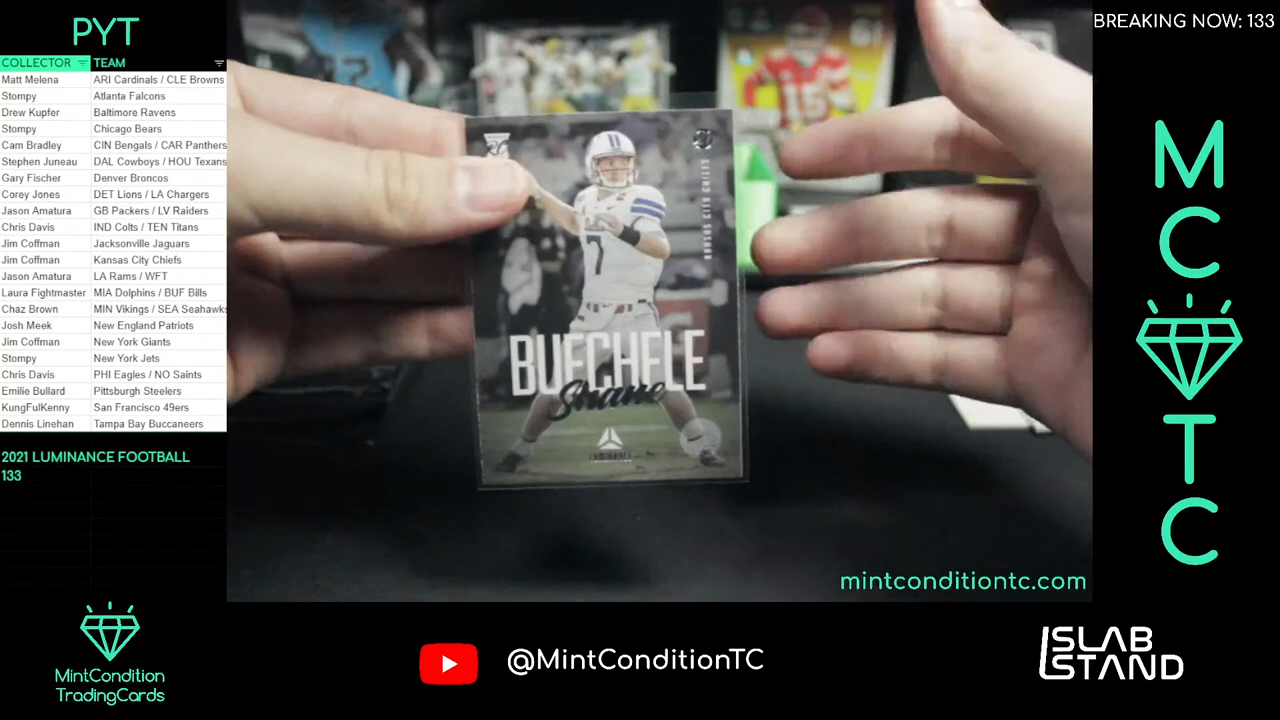 PYT
BREAKING NOW: 133
COLLECTOR TEAM
Matt Melena ARI Cardinals / CLE Browns
Stompy Atlanta Falcons
Drew Kupfer Baltimore Ravens
Stompy Chicago Bears
Cam Bradley CIN Bengals / CAR Panthers
Stephen Juneau DAL Cowboys / HOU Texans
Gary Fischer Denver Broncos
Corey Jones DET Lions / LA Chargers
Jason Amatura GB Packers / LV Raiders
Chris Davis IND Colts / TEN Titans
Jim Coffman Jacksonville Jaguars
Jim Coffman Kansas City Chiefs
Jason Amatura LA Rams / WFT
Laura Fightmaster MIA Dolphins / BUF Bills
Chaz Brown MIN Vikings / SEA Seahawks
Josh Meek New England Patriots
Jim Coffman New York Giants
Stompy New York Jets
Chris Davis PHI Eagles / NO Saints
Emilie Bullard Pittsburgh Steelers
KungFulKenny San Francisco 49ers
Dennis Linehan Tampa Bay Buccaneers
2021 LUMINANCE FOOTBALL
133
RC
KANSAS CITY CHIEFS
7
BUECHELE
Shane
LUMINANCE
15
mintconditiontc.com
M
C
T
C
MintCondition
TradingCards
@MintConditionTC
SLAB
STAND